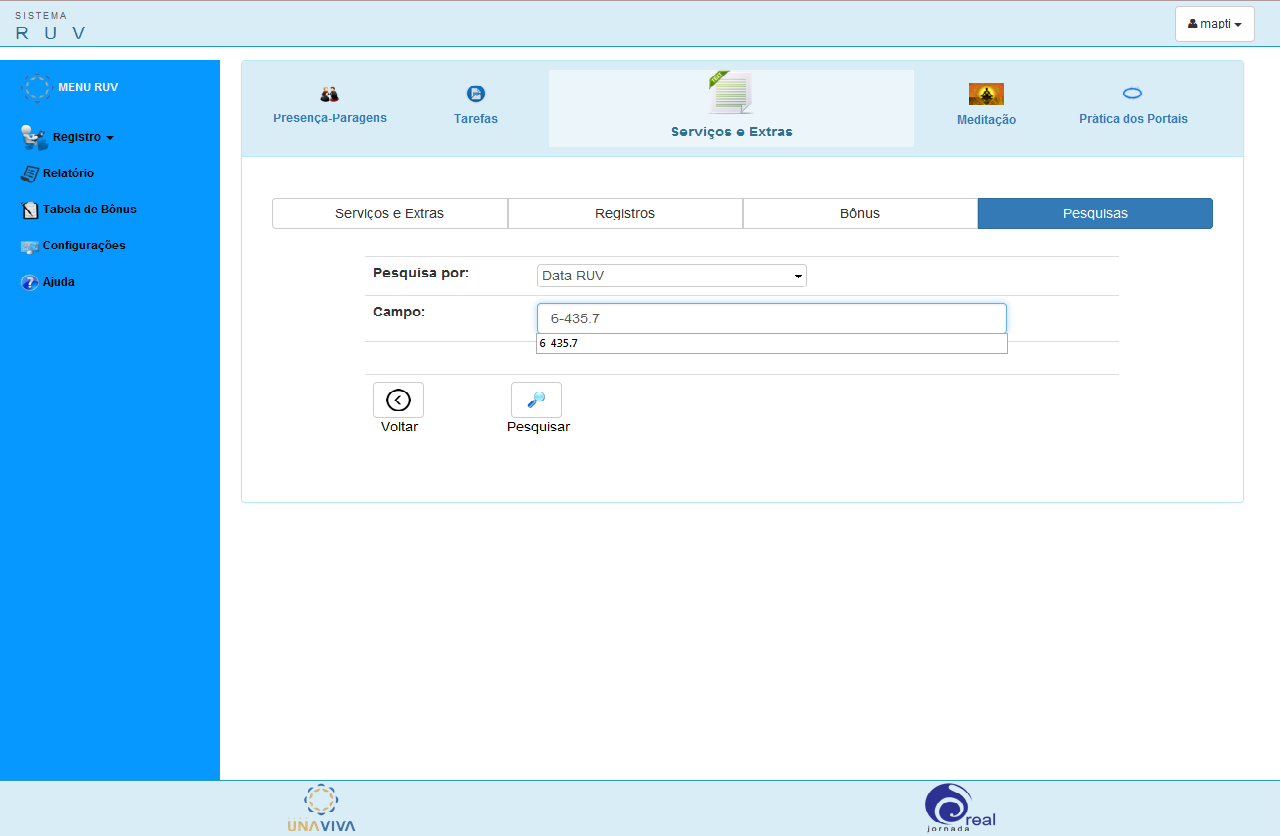 SISTEMA
R U V
mapti
MENU RUV
Registro
Relatório
Tabela de Bônus
Configurações
Ajuda
Presença-Paragens
Tarefas
Serviços e Extras
Meditação
Prática dos Portais
Serviços e Extras
Registros
Bônus
Pesquisas
Pesquisa por:
Data RUV
Campo:
6-435.7
6-435.7
Voltar
Pesquisar
UNAVIVA
real
jornada